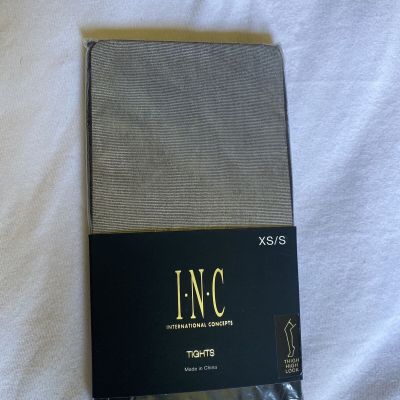 XS/S
I·N·C
INTERNATIONAL CONCEPTS
TIGHTS
Made in China
THIGH
HIGH
LOOK